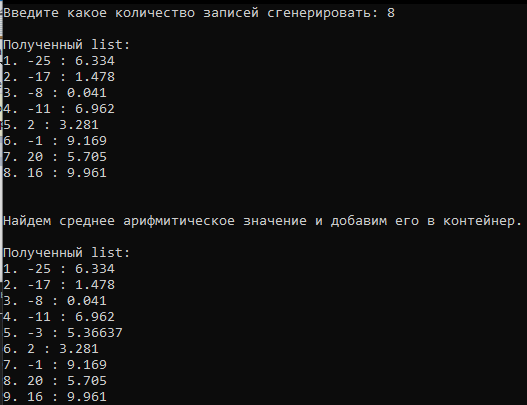 Введите какое количество записей сгенерировать: 8
Полученный list:
1. -25 : 6.334
2. -17 : 1.478
3. -8 : 0.041
4. -11 : 6.962
5. 2 : 3.281
6. -1 : 9.169
7. 20 : 5.705
8. 16 : 9.961
Найдем среднее арифмитическое значение и добавим его в контейнер.
Полученный list:
1. -25 : 6.334
2. -17 : 1.478
3. -8 : 0.041
4. -11 : 6.962
5. -3 : 5.36637
6. 2 : 3.281
7. -1 : 9.169
8. 20 : 5.705
9. 16 : 9.961